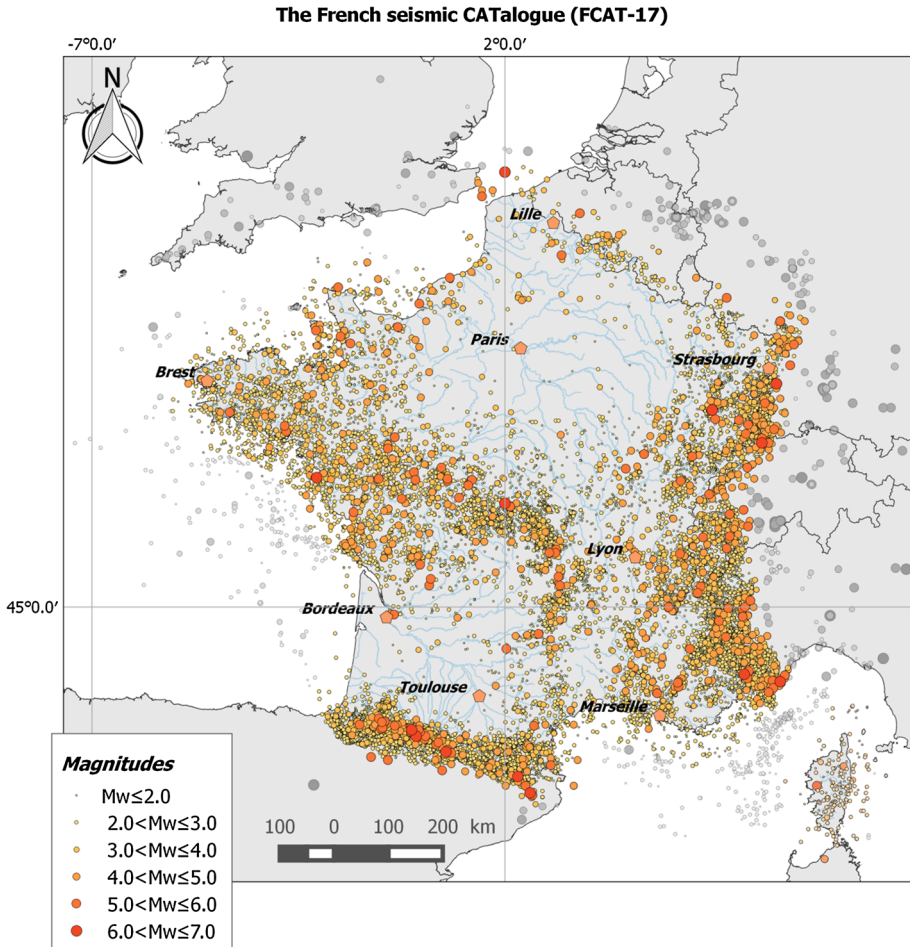 The French seismic CATalogue (FCAT-17)
-7°0.0′ 2°0.0′
N
Lille
Paris
Strasbourg
Brest
Lyon
45°0.0′
Bordeaux
Toulouse
Marseille
Magnitudes
Mw≤2.0
2.0<Mw≤3.0
3.0<Mw≤4.0
4.0<Mw≤5.0
5.0<Mw≤6.0
6.0<Mw≤7.0
100 0 100 200 km